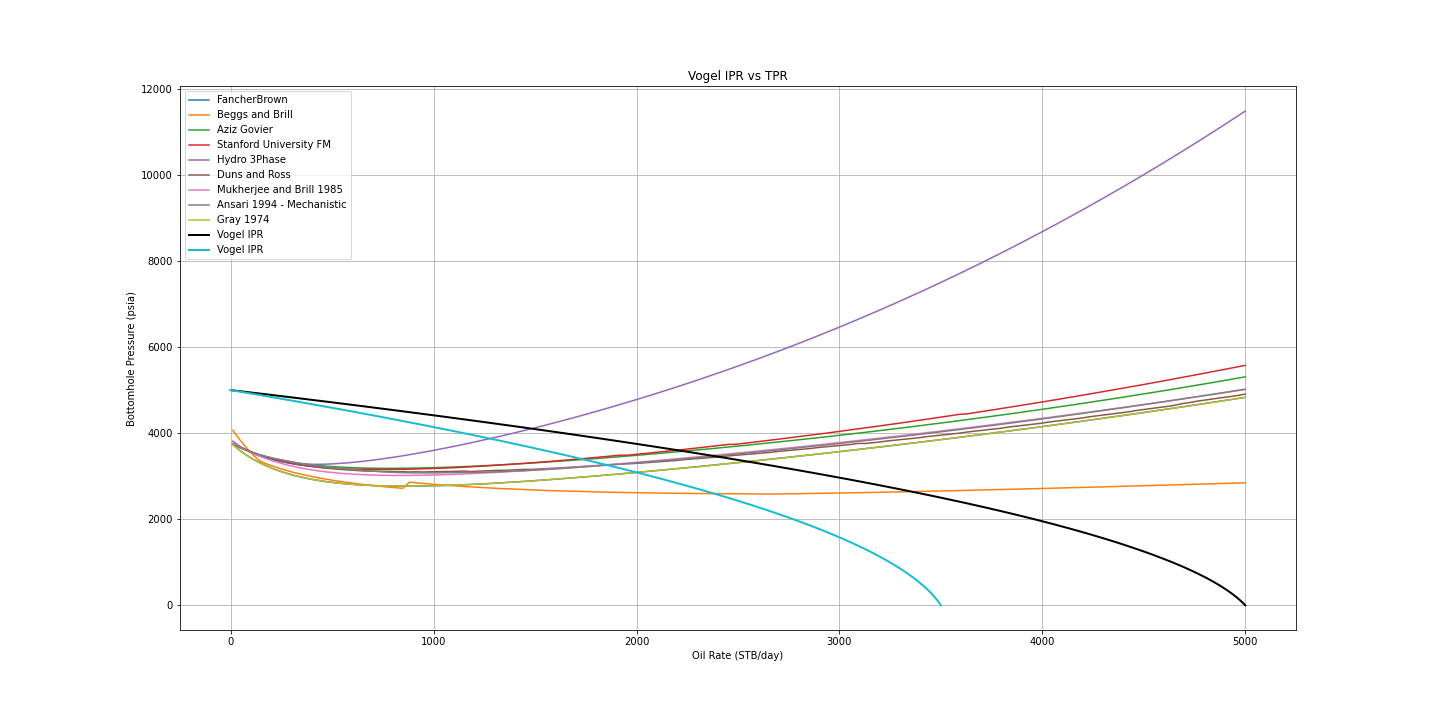 Vogel IPR vs TPR
12000
10000
8000
6000
4000
2000
0
Bottomhole Pressure (psia)
FancherBrown
Beggs and Brill
Aziz Govier
Stanford University FM
Hydro 3Phase
Duns and Ross
Mukherjee and Brill 1985
Ansari 1994 - Mechanistic
Gray 1974
Vogel IPR
Vogel IPR
0 1000 2000 3000 4000 5000
Oil Rate (STB/day)